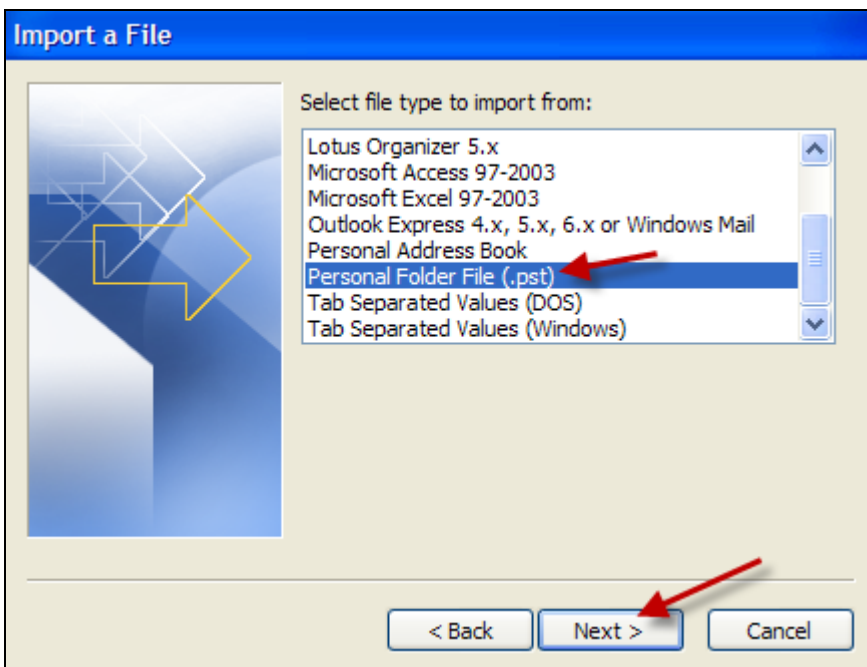 Import a File
Select file type to import from:
Lotus Organizer 5.x
Microsoft Access 97-2003
Microsoft Excel 97-2003
Outlook Express 4.x, 5.x, 6.x or Windows Mail
Personal Address Book
Personal Folder File (.pst)
Tab Separated Values (DOS)
Tab Separated Values (Windows)
< Back Next > Cancel